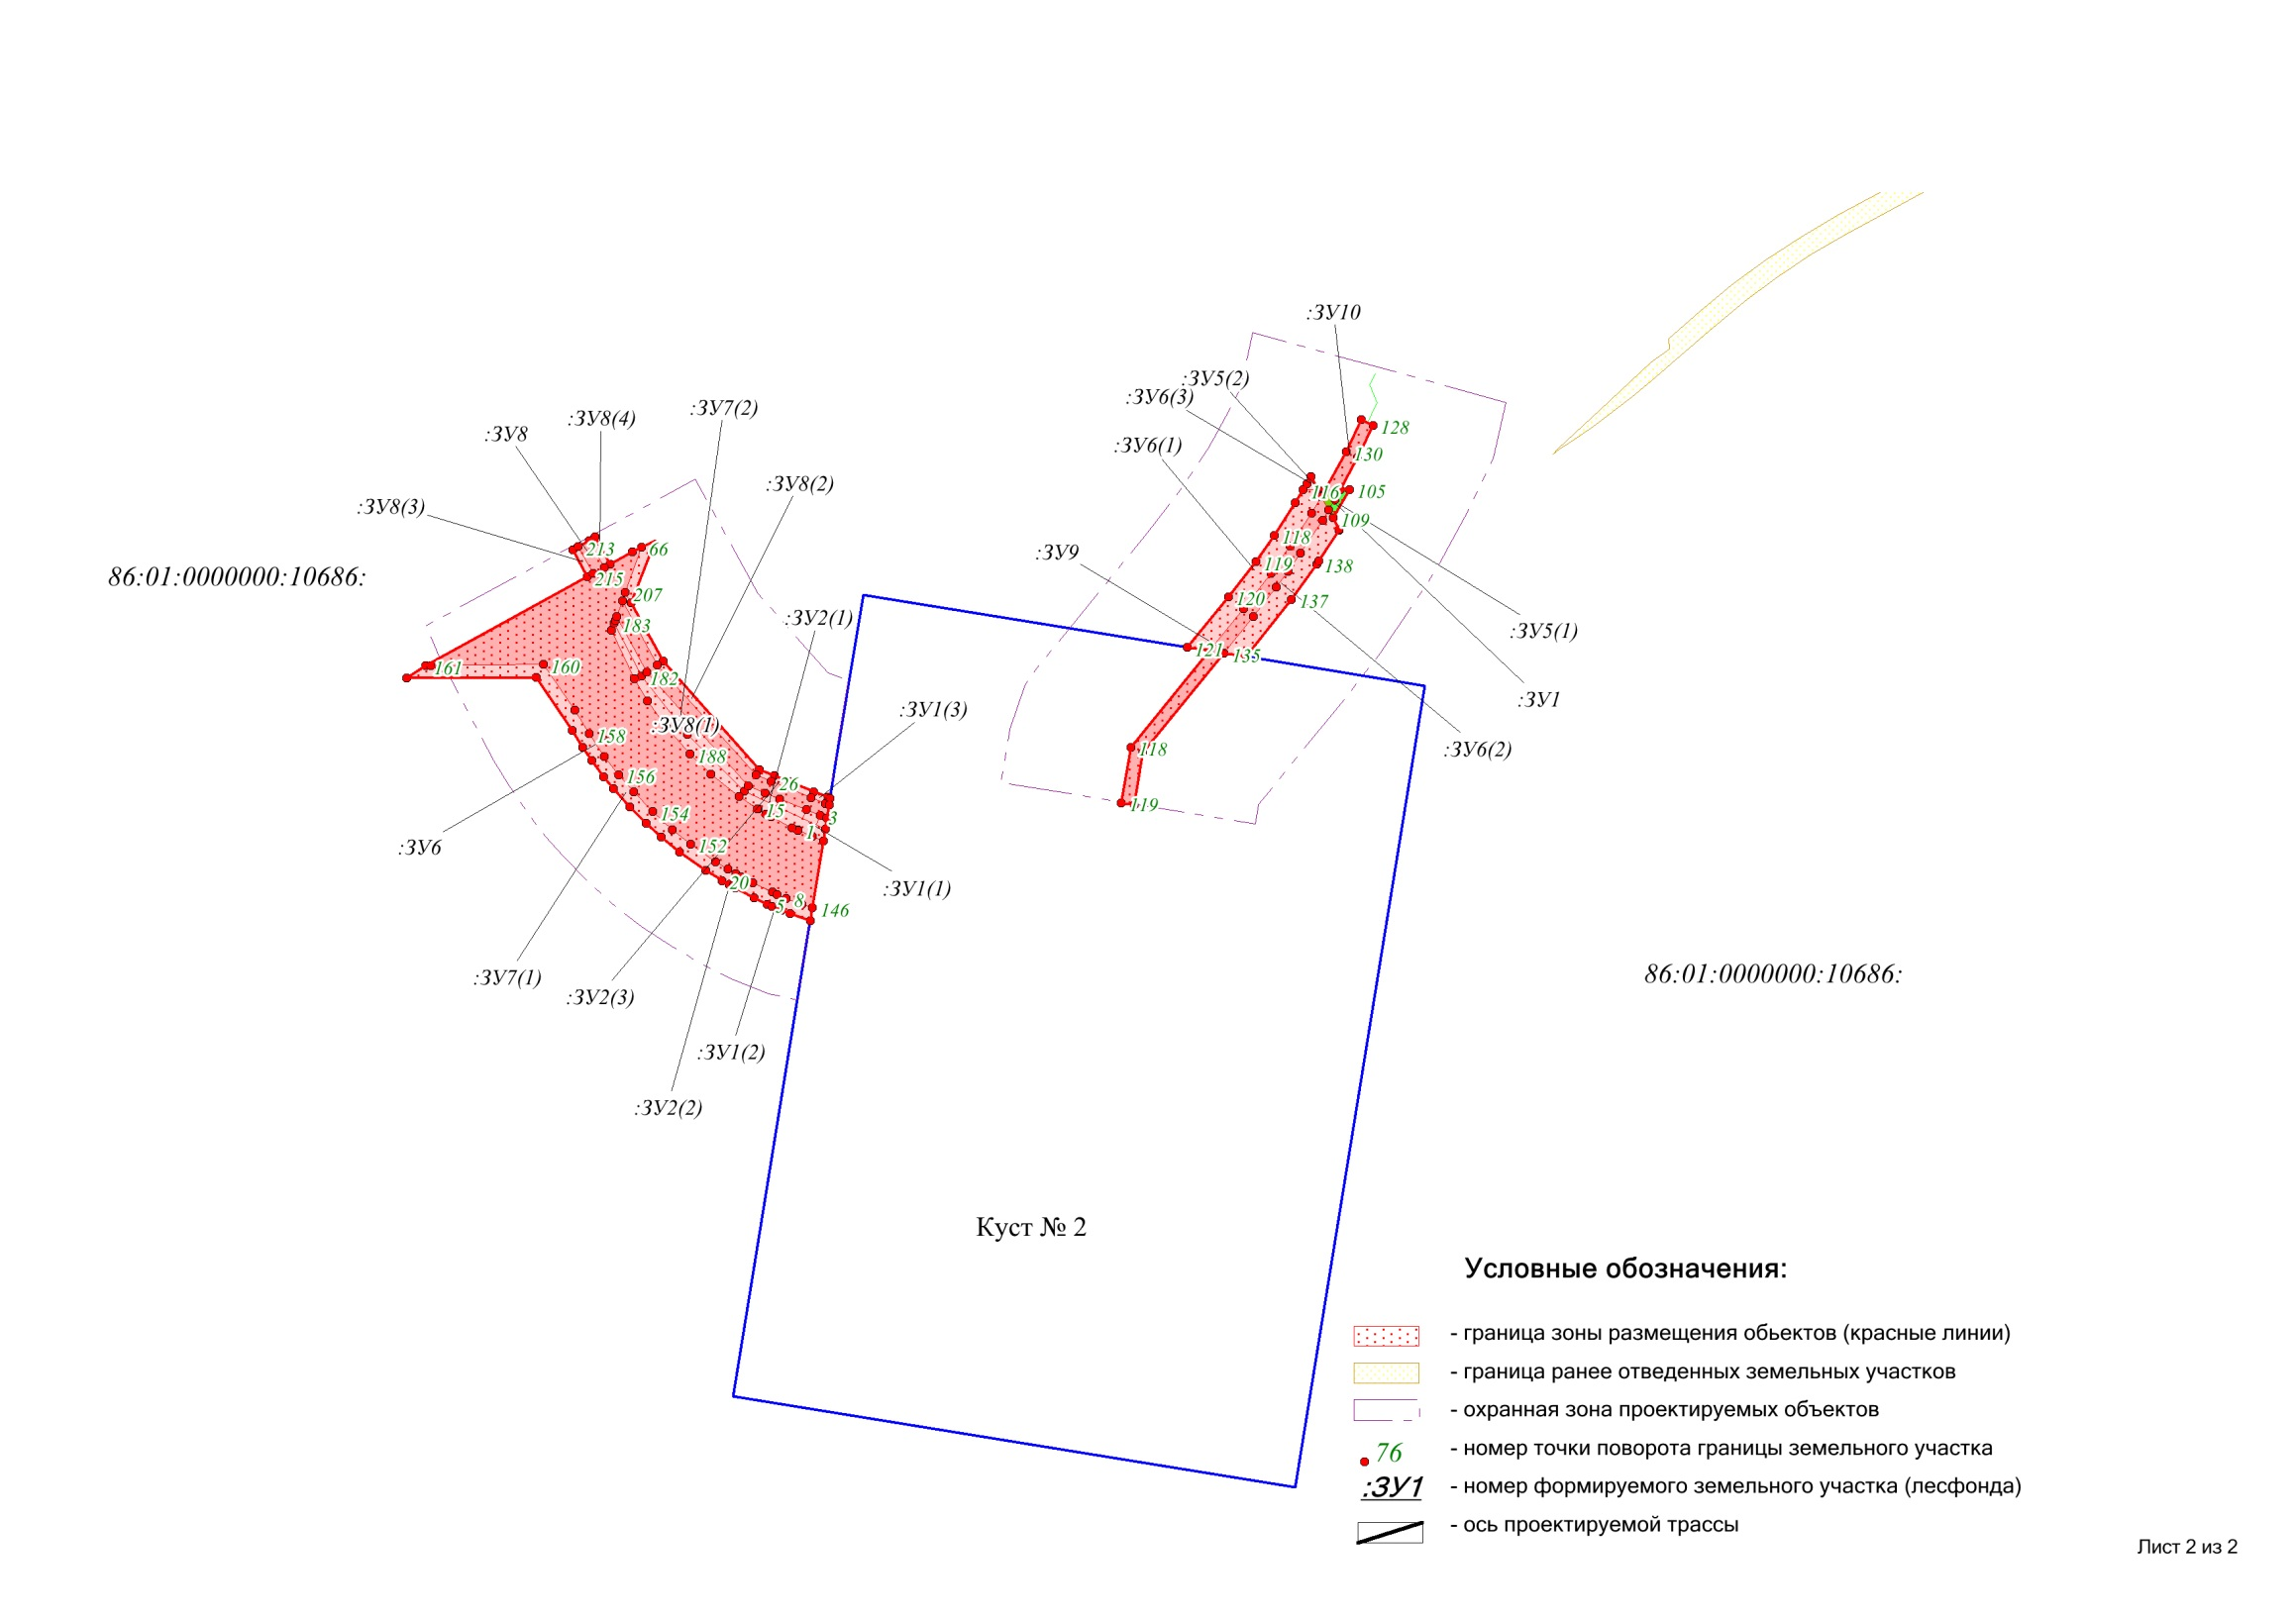 :ЗУ10
:ЗУ5(2)
:ЗУ6(3)
:ЗУ7(2)
:ЗУ8(4)
128
:ЗУ8
:ЗУ6(1)
130
:ЗУ8(2)
116
105
:ЗУ8(3)
109
118
213
66
:ЗУ9
119
138
86:01:0000000:10686:
215
207
120
137
:ЗУ2(1)
183
:ЗУ5(1)
121
135
161
160
182
:ЗУ1
:ЗУ1(3)
:ЗУ8(1)
158
118
:ЗУ6(2)
188
156
26
119
15
3
154
1
:ЗУ6
152
20
:ЗУ1(1)
8
5
146
:ЗУ7(1)
86:01:0000000:10686:
:ЗУ2(3)
:ЗУ1(2)
:ЗУ2(2)
Куст № 2
Условные обозначения:
- граница зоны размещения обьектов (красные линии)
- граница ранее отведенных земельных участков
- охранная зона проектируемых объектов
76 - номер точки поворота границы земельного участка
:ЗУ1 - номер формируемого земельного участка (лесфонда)
- ось проектируемой трассы
Лист 2 из 2